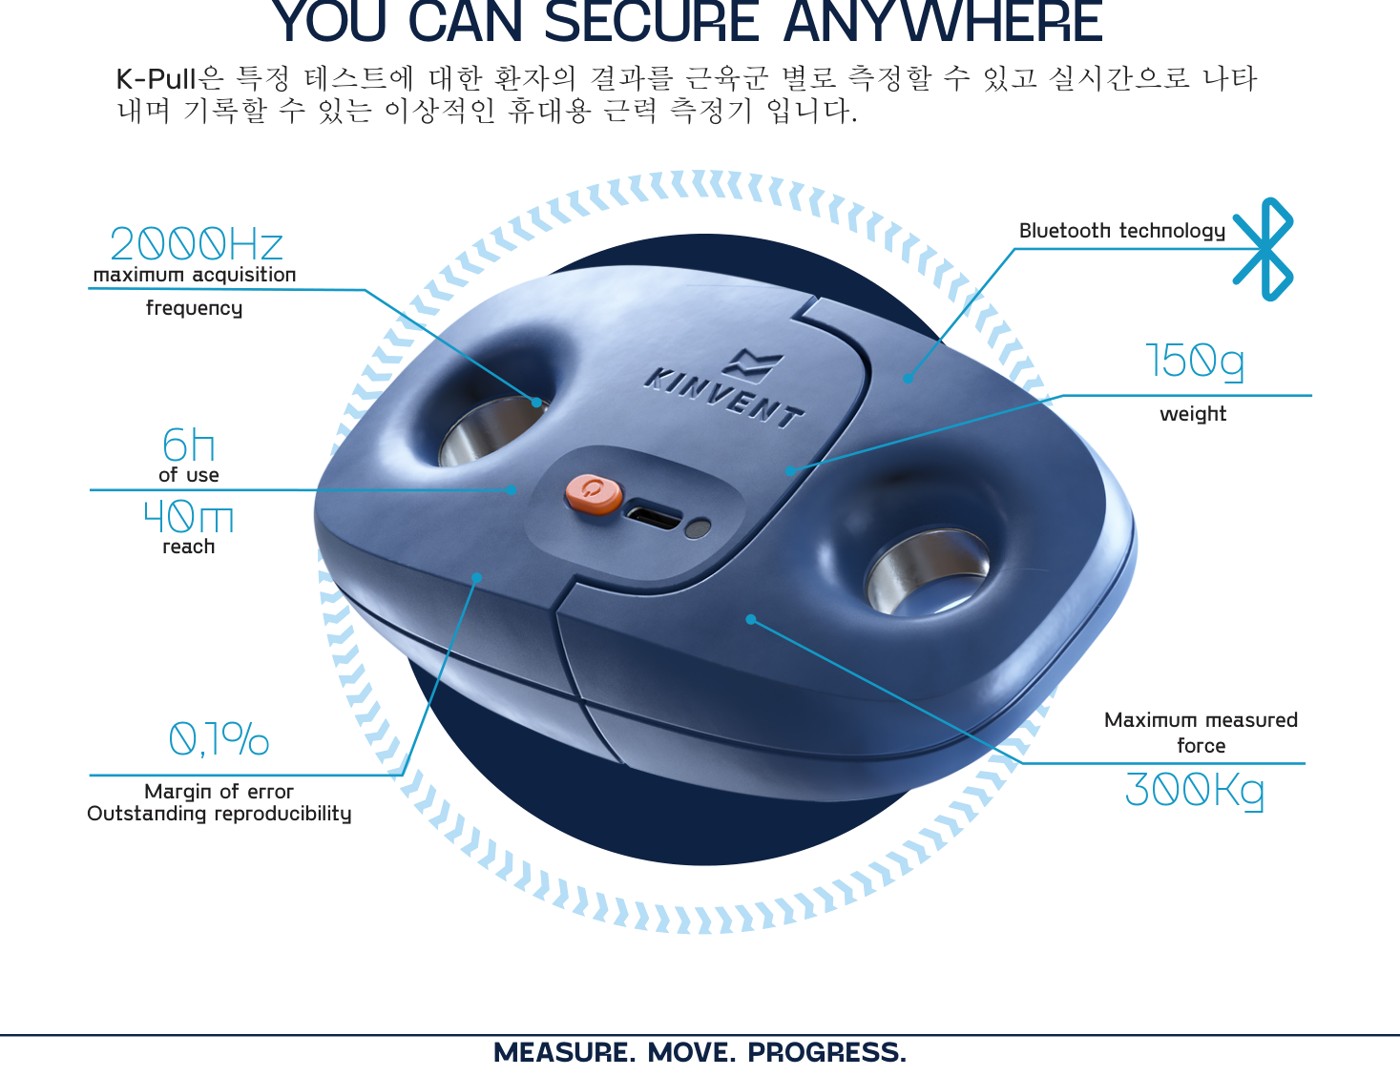 YOU CAN SECURE ANYWHERE
K-Pull은 특정 테스트에 대한 환자의 결과를 근육군 별로 측정할 수 있고 실시간으로 나타
내며 기록할 수 있는 이상적인 휴대용 근력 측정기 입니다.
2000Hz
maximum acquisition
frequency
Bluetooth technology
150g
weight
KINVENT
6h
of use
40m
reach
0,1%
Margin of error
Outstanding reproducibility
Maximum measured
force
300Kg
MEASURE. MOVE. PROGRESS.